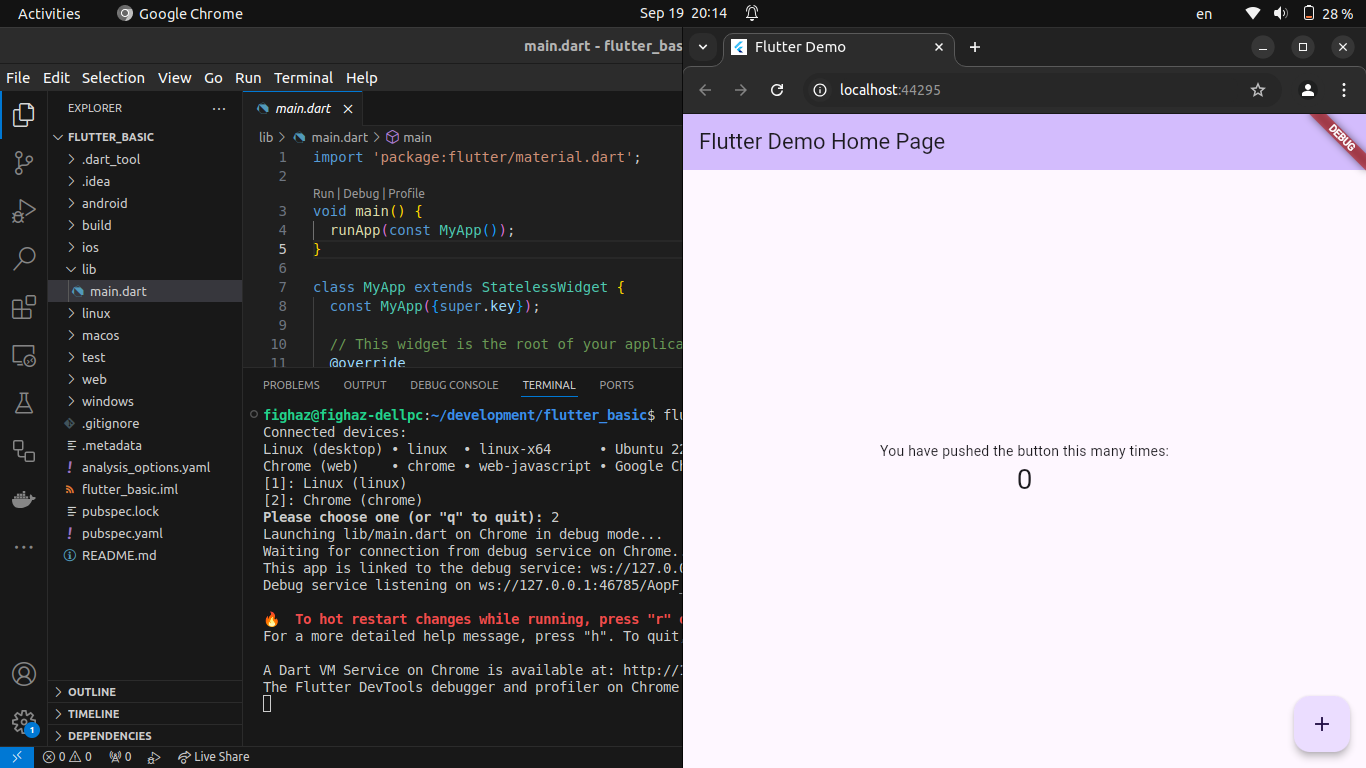 Activities
Google Chrome
Sep 19 20:14
en
28 %
main.dart - flutter_bas
File Edit Selection View Go Run Terminal Help
EXPLORER
FLUTTER_BASIC
.dart_tool
.idea
android
build
ios
lib
main.dart
linux
macos
test
web
windows
.gitignore
.metadata
analysis_options.yaml
flutter_basic.iml
pubspec.lock
pubspec.yaml
README.md
OUTLINE
TIMELINE
DEPENDENCIES
main.dart
lib > main.dart > main
1 import 'package:flutter/material.dart';
2
Run | Debug | Profile
3 void main() {
4 runApp(const MyApp());
5 }
6
7 class MyApp extends StatelessWidget {
8 const MyApp({super.key});
9
10 // This widget is the root of your applica
11 @override
PROBLEMS OUTPUT DEBUG CONSOLE TERMINAL PORTS
fighaz@fighaz-dellpc:~/development/flutter_basic$ flu
Connected devices:
Linux (desktop) • linux • linux-x64 • Ubuntu 22
Chrome (web) • chrome • web-javascript • Google Ch
[1]: Linux (linux)
[2]: Chrome (chrome)
Please choose one (or "q" to quit): 2
Launching lib/main.dart on Chrome in debug mode...
Waiting for connection from debug service on Chrome..
This app is linked to the debug service: ws://127.0.0
Debug service listening on ws://127.0.0.1:46785/AopF_
🔥 To hot restart changes while running, press "r" o
For a more detailed help message, press "h". To quit
A Dart VM Service on Chrome is available at: http://1
The Flutter DevTools debugger and profiler on Chrome
1
0 0 0 Live Share
Flutter Demo
localhost:44295
Flutter Demo Home Page
DEBUG
You have pushed the button this many times:
0
+